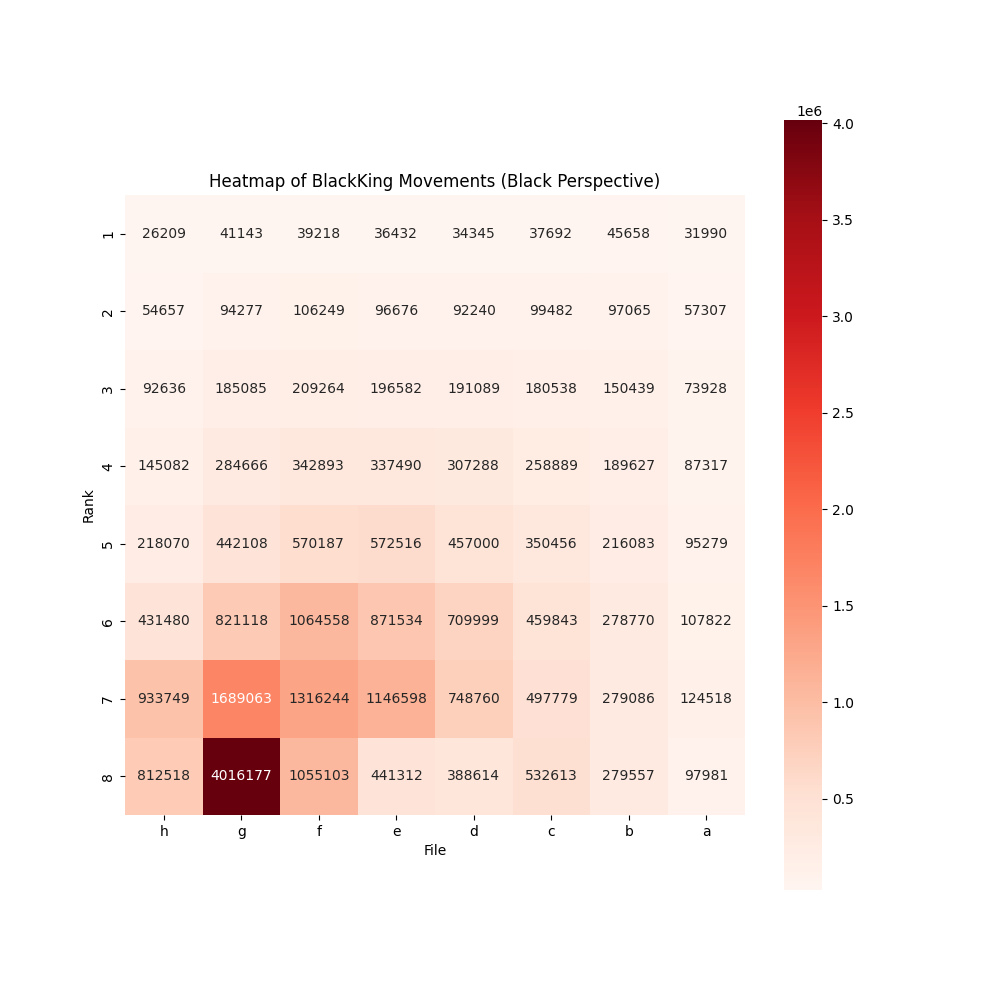 1e6
4.0
Heatmap of BlackKing Movements (Black Perspective)
1 26209 41143 39218 36432 34345 37692 45658 31990
3.5
2 54657 94277 106249 96676 92240 99482 97065 57307
3.0
3 92636 185085 209264 196582 191089 180538 150439 73928
2.5
4 145082 284666 342893 337490 307288 258889 189627 87317
Rank
2.0
5 218070 442108 570187 572516 457000 350456 216083 95279
1.5
6 431480 821118 1064558 871534 709999 459843 278770 107822
1.0
7 933749 1689063 1316244 1146598 748760 497779 279086 124518
8 812518 4016177 1055103 441312 388614 532613 279557 97981
0.5
h g f e d c b a
File